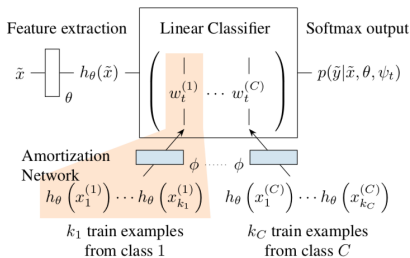 Feature extraction Linear Classifier Softmax output
x̃ h_θ(x̃) w_t^(1) ⋯ w_t^(C) p(ỹ|x̃, θ, ψ_t)
θ
Amortization
Network
ϕ ...... ϕ
h_θ(x_1^(1)) ⋯ h_θ(x_{k_1}^(1)) h_θ(x_1^(C)) ⋯ h_θ(x_{k_C}^(C))
k_1 train examples k_C train examples
from class 1 from class C